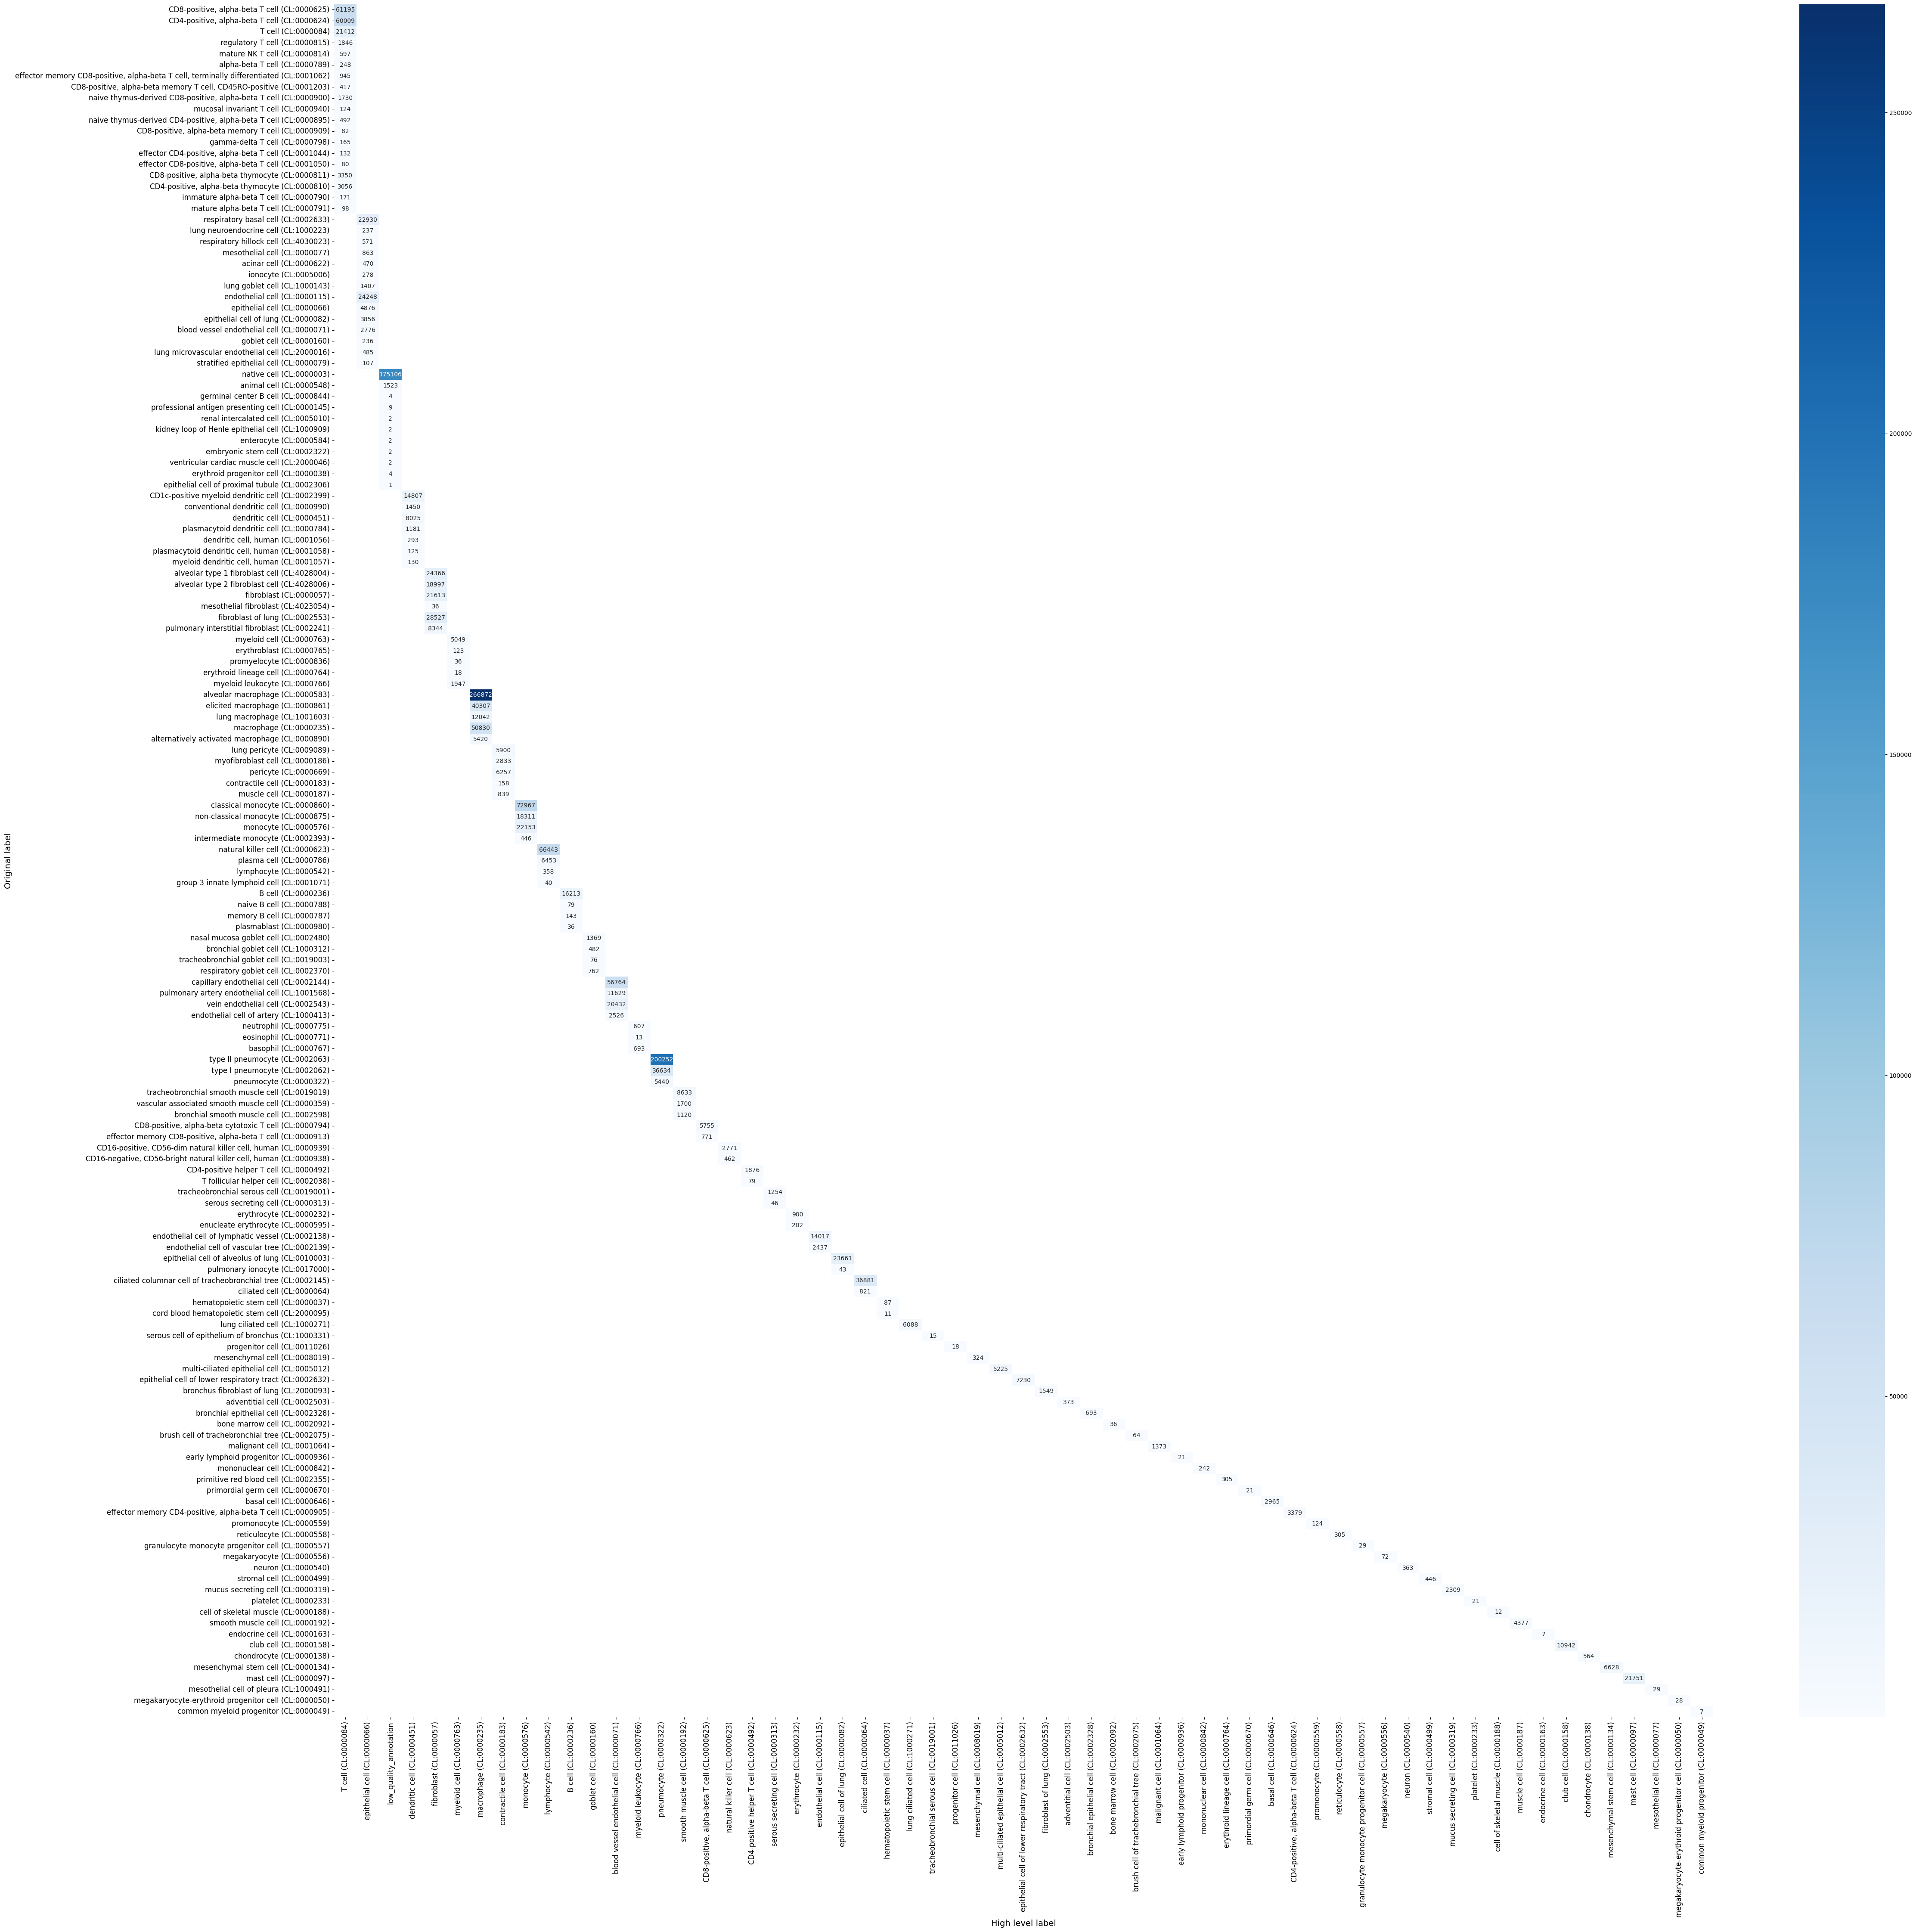 CD8-positive, alpha-beta T cell (CL:0000625) 61195
CD4-positive, alpha-beta T cell (CL:0000624) 60009
T cell (CL:0000084) 21412
regulatory T cell (CL:0000815) 1846
mature NK T cell (CL:0000814) 597
alpha-beta T cell (CL:0000789) 248
effector memory CD8-positive, alpha-beta T cell, terminally differentiated (CL:0001062) 945
CD8-positive, alpha-beta memory T cell, CD45RO-positive (CL:0001203) 417
naive thymus-derived CD8-positive, alpha-beta T cell (CL:0000900) 1730
mucosal invariant T cell (CL:0000940) 124
naive thymus-derived CD4-positive, alpha-beta T cell (CL:0000895) 492
CD8-positive, alpha-beta memory T cell (CL:0000909) 82
gamma-delta T cell (CL:0000798) 165
effector CD4-positive, alpha-beta T cell (CL:0001044) 132
effector CD8-positive, alpha-beta T cell (CL:0001050) 80
CD8-positive, alpha-beta thymocyte (CL:0000811) 3350
CD4-positive, alpha-beta thymocyte (CL:0000810) 3056
immature alpha-beta T cell (CL:0000790) 171
mature alpha-beta T cell (CL:0000791) 98
respiratory basal cell (CL:0002633) 22930
lung neuroendocrine cell (CL:1000223) 237
respiratory hillock cell (CL:4030023) 571
mesothelial cell (CL:0000077) 863
acinar cell (CL:0000622) 470
ionocyte (CL:0005006) 278
lung goblet cell (CL:1000143) 1407
endothelial cell (CL:0000115) 24248
epithelial cell (CL:0000066) 4876
epithelial cell of lung (CL:0000082) 3856
blood vessel endothelial cell (CL:0000071) 2776
goblet cell (CL:0000160) 236
lung microvascular endothelial cell (CL:2000016) 485
stratified epithelial cell (CL:0000079) 107
native cell (CL:0000003) 175106
animal cell (CL:0000548) 1523
germinal center B cell (CL:0000844) 4
professional antigen presenting cell (CL:0000145) 9
renal intercalated cell (CL:0005010) 2
kidney loop of Henle epithelial cell (CL:1000909) 2
enterocyte (CL:0000584) 2
embryonic stem cell (CL:0002322) 2
ventricular cardiac muscle cell (CL:2000046) 2
erythroid progenitor cell (CL:0000038) 4
epithelial cell of proximal tubule (CL:0002306) 1
CD1c-positive myeloid dendritic cell (CL:0002399) 14807
conventional dendritic cell (CL:0000990) 1450
dendritic cell (CL:0000451) 8025
plasmacytoid dendritic cell (CL:0000784) 1181
dendritic cell, human (CL:0001056) 293
plasmacytoid dendritic cell, human (CL:0001058) 125
myeloid dendritic cell, human (CL:0001057) 130
alveolar type 1 fibroblast cell (CL:4028004) 24366
alveolar type 2 fibroblast cell (CL:4028006) 18997
fibroblast (CL:0000057) 21613
mesothelial fibroblast (CL:4023054) 36
fibroblast of lung (CL:0002553) 28527
pulmonary interstitial fibroblast (CL:0002241) 8344
myeloid cell (CL:0000763) 5049
erythroblast (CL:0000765) 123
promyelocyte (CL:0000836) 36
erythroid lineage cell (CL:0000764) 18
myeloid leukocyte (CL:0000766) 1947
alveolar macrophage (CL:0000583) 266872
elicited macrophage (CL:0000861) 40307
lung macrophage (CL:1001603) 12042
macrophage (CL:0000235) 50830
alternatively activated macrophage (CL:0000890) 5420
lung pericyte (CL:0009089) 5900
myofibroblast cell (CL:0000186) 2833
pericyte (CL:0000669) 6257
contractile cell (CL:0000183) 158
muscle cell (CL:0000187) 839
classical monocyte (CL:0000860) 72967
non-classical monocyte (CL:0000875) 18311
monocyte (CL:0000576) 22153
intermediate monocyte (CL:0002393) 446
natural killer cell (CL:0000623) 66443
plasma cell (CL:0000786) 6453
lymphocyte (CL:0000542) 358
group 3 innate lymphoid cell (CL:0001071) 40
B cell (CL:0000236) 16213
naive B cell (CL:0000788) 79
memory B cell (CL:0000787) 143
plasmablast (CL:0000980) 36
nasal mucosa goblet cell (CL:0002480) 1369
bronchial goblet cell (CL:1000312) 482
tracheobronchial goblet cell (CL:0019003) 76
respiratory goblet cell (CL:0002370) 762
capillary endothelial cell (CL:0002144) 56764
pulmonary artery endothelial cell (CL:1001568) 11629
vein endothelial cell (CL:0002543) 20432
endothelial cell of artery (CL:1000413) 2526
neutrophil (CL:0000775) 607
eosinophil (CL:0000771) 13
basophil (CL:0000767) 693
type II pneumocyte (CL:0002063) 200252
type I pneumocyte (CL:0002062) 36634
pneumocyte (CL:0000322) 5440
tracheobronchial smooth muscle cell (CL:0019019) 8633
vascular associated smooth muscle cell (CL:0000359) 1700
bronchial smooth muscle cell (CL:0002598) 1120
CD8-positive, alpha-beta cytotoxic T cell (CL:0000794) 5755
effector memory CD8-positive, alpha-beta T cell (CL:0000913) 771
CD16-positive, CD56-dim natural killer cell, human (CL:0000939) 2771
CD16-negative, CD56-bright natural killer cell, human (CL:0000938) 462
CD4-positive helper T cell (CL:0000492) 1876
T follicular helper cell (CL:0002038) 79
tracheobronchial serous cell (CL:0019001) 1254
serous secreting cell (CL:0000313) 46
erythrocyte (CL:0000232) 900
enucleate erythrocyte (CL:0000595) 202
endothelial cell of lymphatic vessel (CL:0002138) 14017
endothelial cell of vascular tree (CL:0002139) 2437
epithelial cell of alveolus of lung (CL:0010003) 23661
pulmonary ionocyte (CL:0017000) 43
ciliated columnar cell of tracheobronchial tree (CL:0002145) 36881
ciliated cell (CL:0000064) 821
hematopoietic stem cell (CL:0000037) 87
cord blood hematopoietic stem cell (CL:2000095) 11
lung ciliated cell (CL:1000271) 6088
serous cell of epithelium of bronchus (CL:1000331) 15
progenitor cell (CL:0011026) 18
mesenchymal cell (CL:0008019) 324
multi-ciliated epithelial cell (CL:0005012) 5225
epithelial cell of lower respiratory tract (CL:0002632) 7230
bronchus fibroblast of lung (CL:2000093) 1549
adventitial cell (CL:0002503) 373
bronchial epithelial cell (CL:0002328) 693
bone marrow cell (CL:0002092) 36
brush cell of trachebronchial tree (CL:0002075) 64
malignant cell (CL:0001064) 1373
early lymphoid progenitor (CL:0000936) 21
mononuclear cell (CL:0000842) 242
primitive red blood cell (CL:0002355) 305
primordial germ cell (CL:0000670) 21
basal cell (CL:0000646) 2965
effector memory CD4-positive, alpha-beta T cell (CL:0000905) 3379
promonocyte (CL:0000559) 124
reticulocyte (CL:0000558) 305
granulocyte monocyte progenitor cell (CL:0000557) 29
megakaryocyte (CL:0000556) 72
neuron (CL:0000540) 363
stromal cell (CL:0000499) 446
mucus secreting cell (CL:0000319) 2309
platelet (CL:0000233) 21
cell of skeletal muscle (CL:0000188) 12
smooth muscle cell (CL:0000192) 4377
endocrine cell (CL:0000163) 7
club cell (CL:0000158) 10942
chondrocyte (CL:0000138) 564
mesenchymal stem cell (CL:0000134) 6628
mast cell (CL:0000097) 21751
mesothelial cell of pleura (CL:1000491) 29
megakaryocyte-erythroid progenitor cell (CL:0000050) 28
common myeloid progenitor (CL:0000049) 7
Original label
T cell (CL:0000084)
epithelial cell (CL:0000066)
low_quality_annotation
dendritic cell (CL:0000451)
fibroblast (CL:0000057)
myeloid cell (CL:0000763)
macrophage (CL:0000235)
contractile cell (CL:0000183)
monocyte (CL:0000576)
lymphocyte (CL:0000542)
B cell (CL:0000236)
goblet cell (CL:0000160)
blood vessel endothelial cell (CL:0000071)
myeloid leukocyte (CL:0000766)
pneumocyte (CL:0000322)
smooth muscle cell (CL:0000192)
CD8-positive, alpha-beta T cell (CL:0000625)
natural killer cell (CL:0000623)
CD4-positive helper T cell (CL:0000492)
serous secreting cell (CL:0000313)
erythrocyte (CL:0000232)
endothelial cell (CL:0000115)
epithelial cell of lung (CL:0000082)
ciliated cell (CL:0000064)
hematopoietic stem cell (CL:0000037)
lung ciliated cell (CL:1000271)
tracheobronchial serous cell (CL:0019001)
progenitor cell (CL:0011026)
mesenchymal cell (CL:0008019)
multi-ciliated epithelial cell (CL:0005012)
epithelial cell of lower respiratory tract (CL:0002632)
fibroblast of lung (CL:0002553)
adventitial cell (CL:0002503)
bronchial epithelial cell (CL:0002328)
bone marrow cell (CL:0002092)
brush cell of trachebronchial tree (CL:0002075)
malignant cell (CL:0001064)
early lymphoid progenitor (CL:0000936)
mononuclear cell (CL:0000842)
erythroid lineage cell (CL:0000764)
primordial germ cell (CL:0000670)
basal cell (CL:0000646)
CD4-positive, alpha-beta T cell (CL:0000624)
promonocyte (CL:0000559)
reticulocyte (CL:0000558)
granulocyte monocyte progenitor cell (CL:0000557)
megakaryocyte (CL:0000556)
neuron (CL:0000540)
stromal cell (CL:0000499)
mucus secreting cell (CL:0000319)
platelet (CL:0000233)
cell of skeletal muscle (CL:0000188)
muscle cell (CL:0000187)
endocrine cell (CL:0000163)
club cell (CL:0000158)
chondrocyte (CL:0000138)
mesenchymal stem cell (CL:0000134)
mast cell (CL:0000097)
mesothelial cell (CL:0000077)
megakaryocyte-erythroid progenitor cell (CL:0000050)
common myeloid progenitor (CL:0000049)
High level label
250000
200000
150000
100000
50000